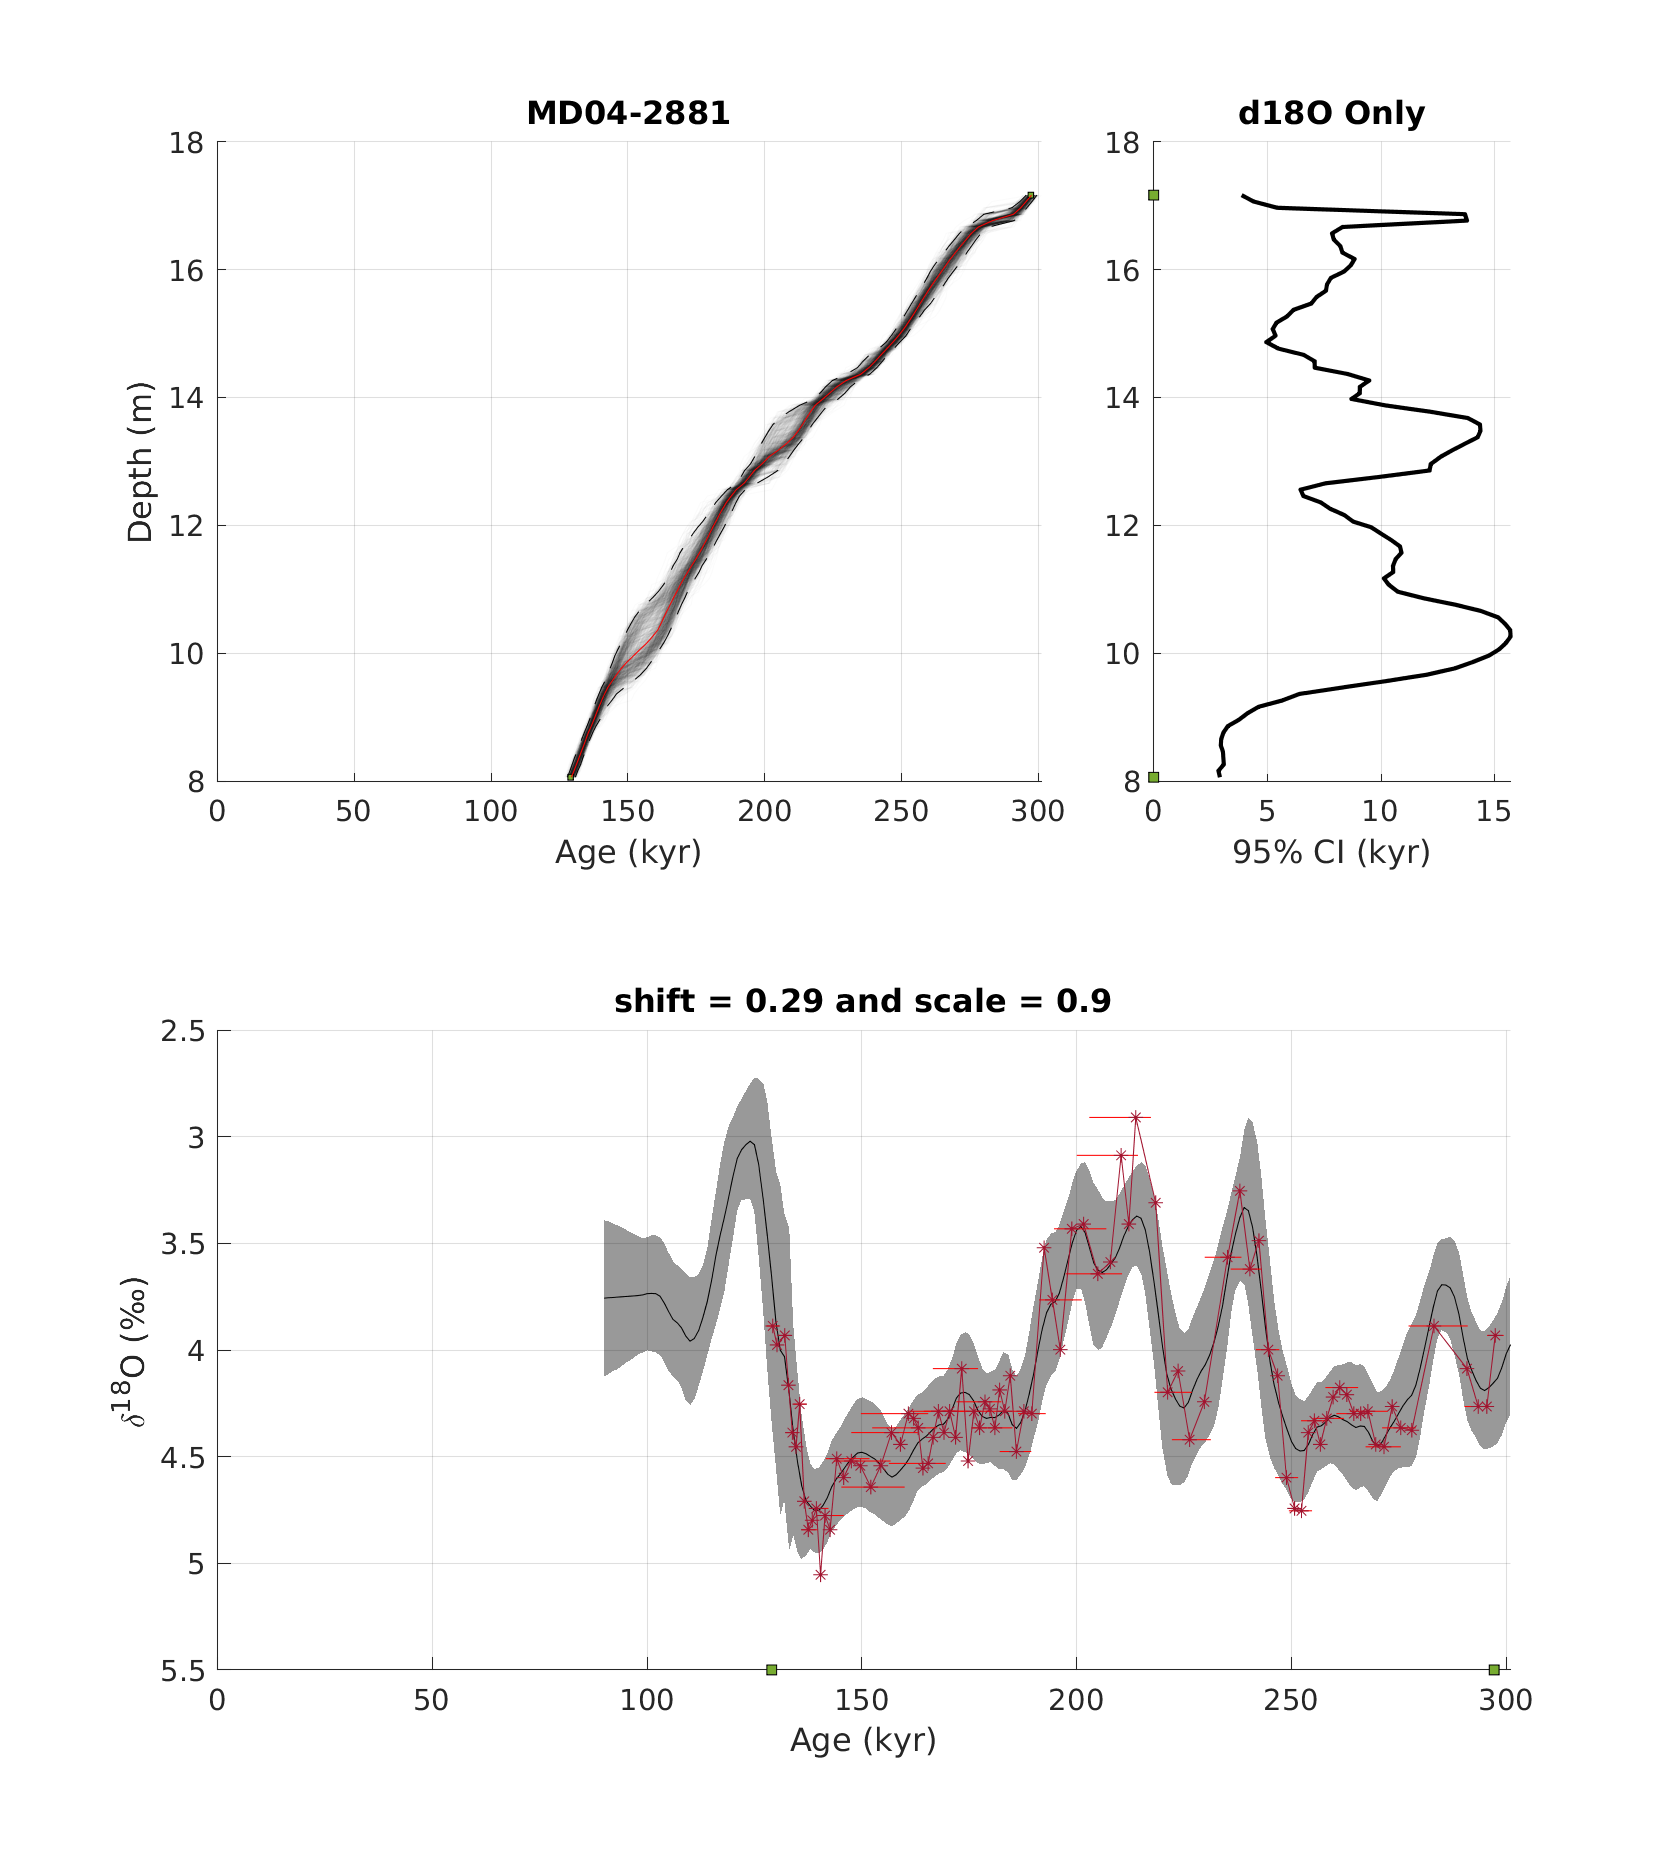 MD04-2881
d18O Only
18
16
14
12
10
8
Depth (m)
0 50 100 150 200 250 300
Age (kyr)
18
16
14
12
10
8
0 5 10 15
95% CI (kyr)
shift = 0.29 and scale = 0.9
2.5
3
3.5
4
4.5
5
5.5
δ¹⁸O (‰)
0 50 100 150 200 250 300
Age (kyr)